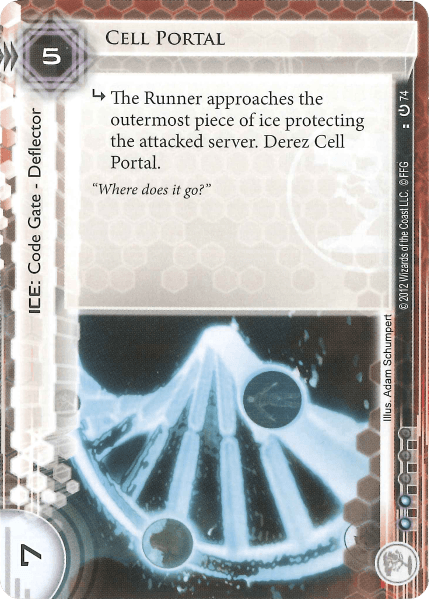 CELL PORTAL
5
↳ The Runner approaches the
outermost piece of ice protecting
the attacked server. Derez Cell
Portal.
“Where does it go?”
ICE: Code Gate - Deflector
74
© 2012 Wizards of the Coast LLC. © FFG
Illus. Adam Schumpert
7